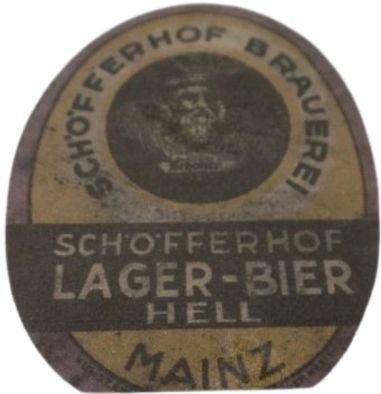 SCHÖFFERHOF BRAUEREI
SCHÖFFERHOF
LAGER-BIER
HELL
MAINZ